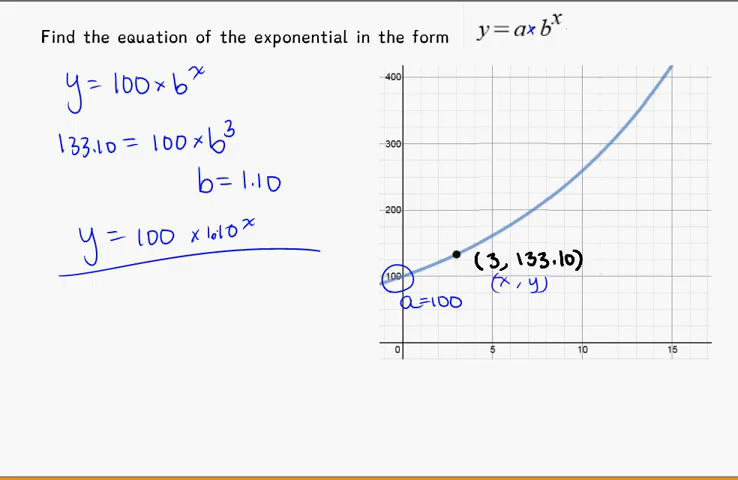 Find the equation of the exponential in the form y = a × b^x
y = 100 × b^x
133.10 = 100 × b^3
b = 1.10
y = 100 × 1.10^x
400
300
200
100
(3, 133.10)
(x, y)
a = 100
0 5 10 15